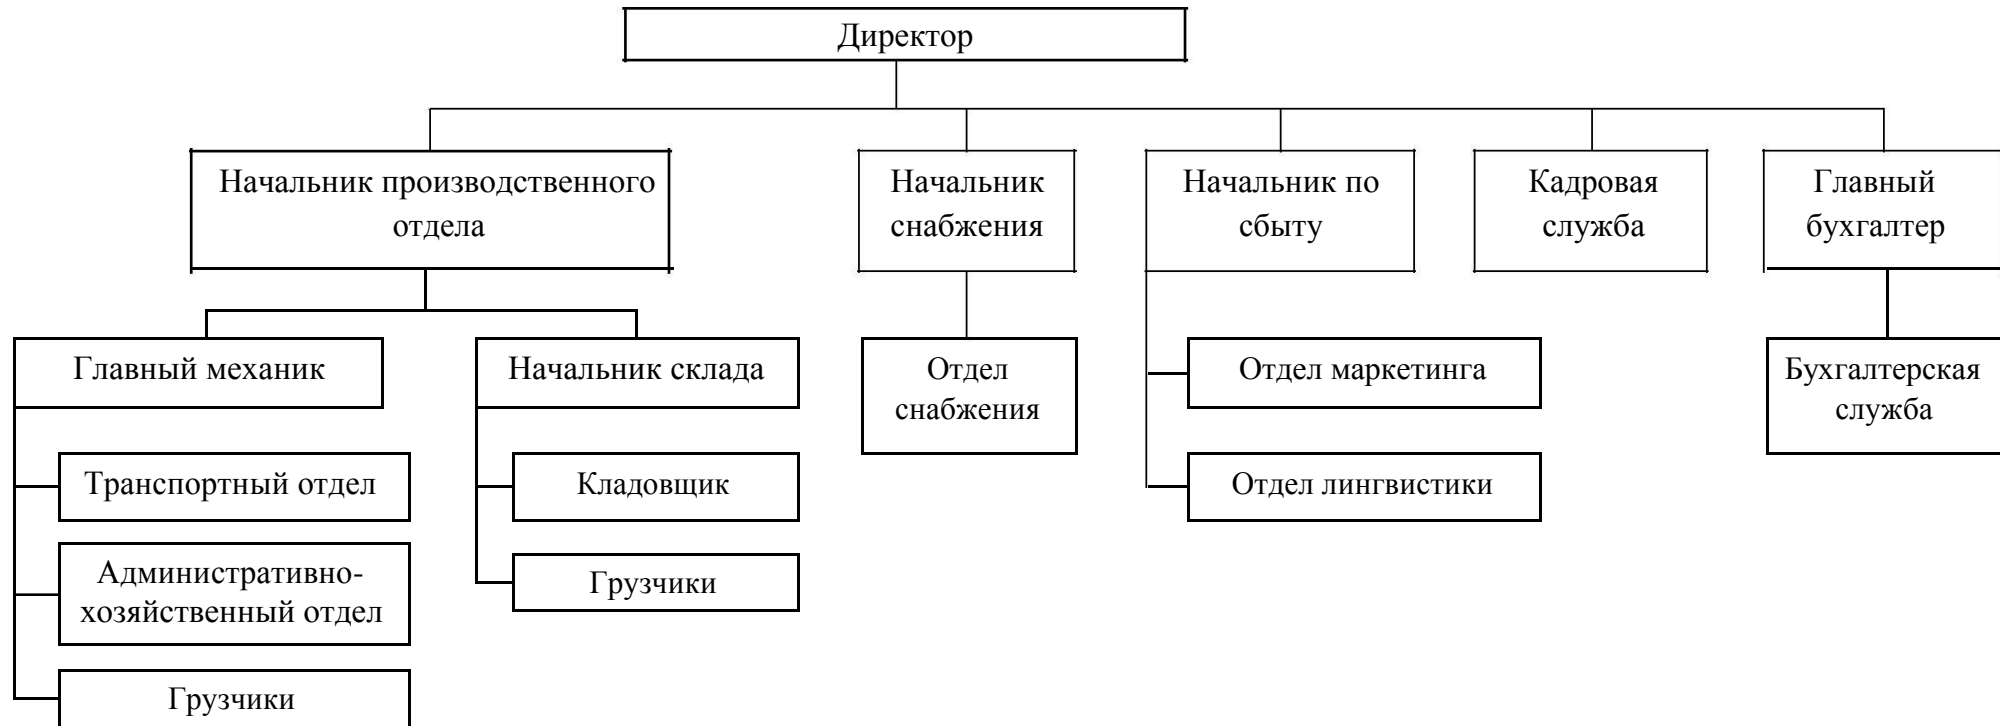 Директор
Начальник производственного
отдела
Начальник
снабжения
Начальник по
сбыту
Кадровая
служба
Главный
бухгалтер
Главный механик
Начальник склада
Отдел
снабжения
Отдел маркетинга
Бухгалтерская
служба
Транспортный отдел
Кладовщик
Отдел лингвистики
Административно-
хозяйственный отдел
Грузчики
Грузчики